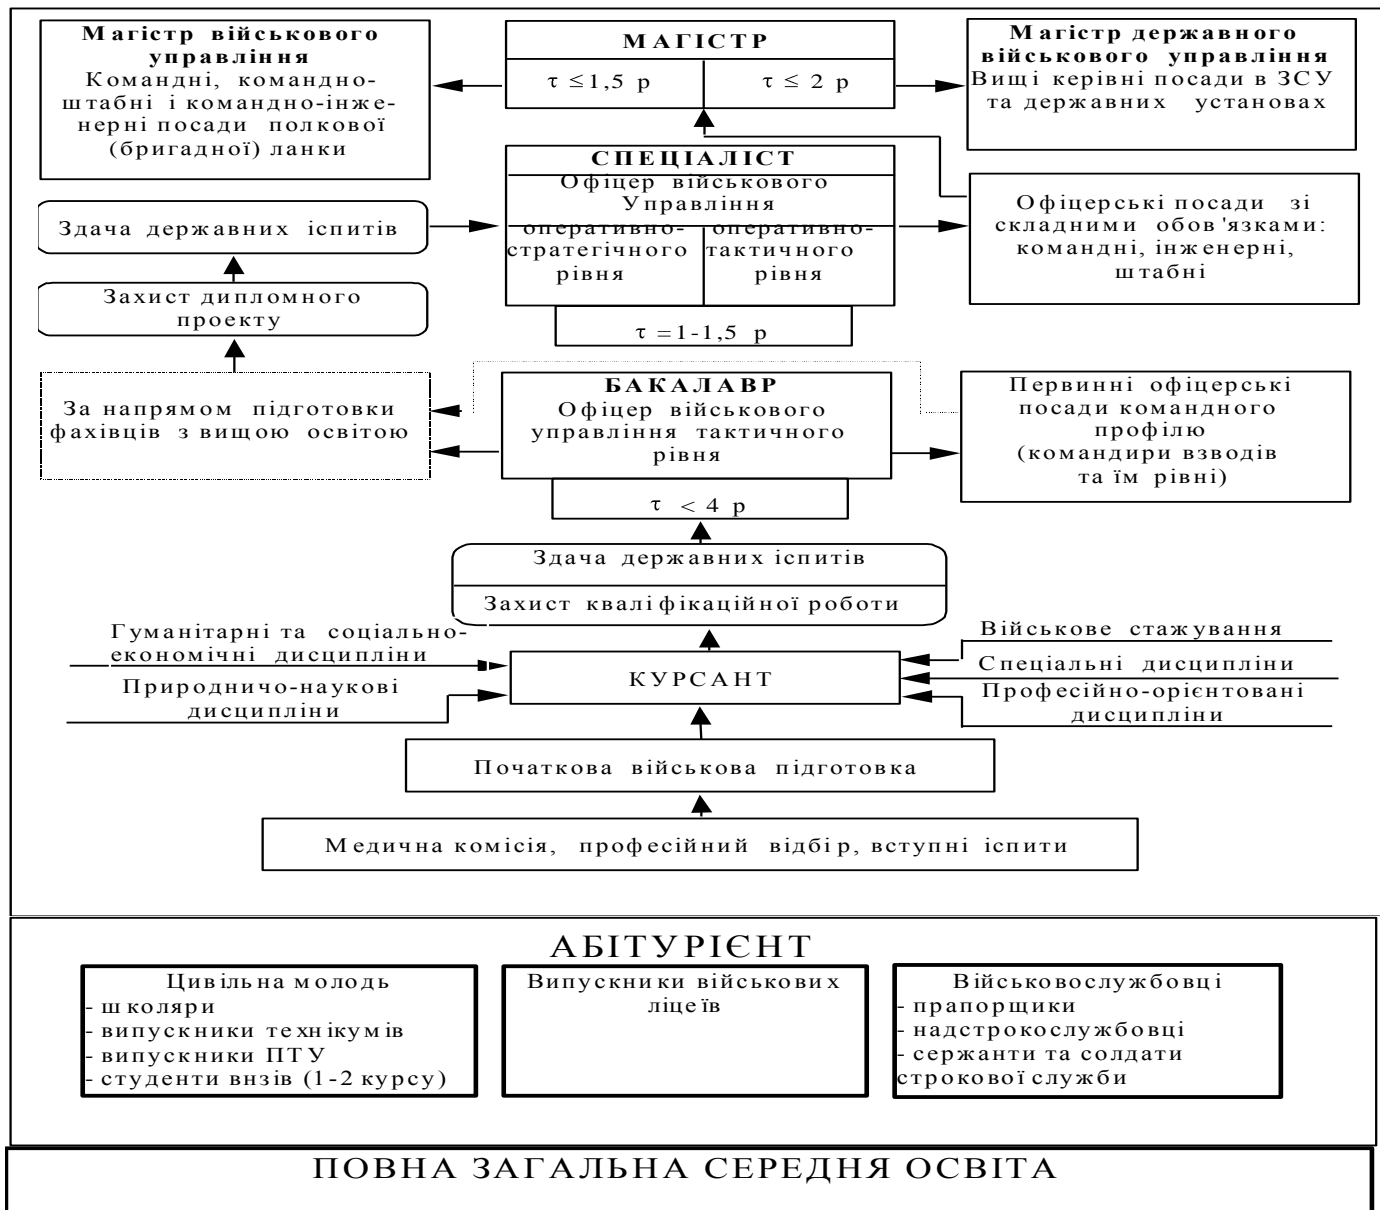 Магістр військового
управління
Командні, командно-
штабні і командно-інже-
нерні посади полкової
(бригадної) ланки
МАГІСТР
τ ≤1,5 р
τ ≤ 2 р
Магістр державного
військового управління
Вищі керівні посади в ЗСУ
та державних установах
СПЕЦІАЛІСТ
Офіцер військового
Управління
оперативно-
стратегічного
рівня
оперативно-
тактичного
рівня
τ =1-1,5 р
Здача державних іспитів
Офіцерські посади зі
складними обов'язками:
командні, інженерні,
штабні
Захист дипломного
проекту
За напрямом підготовки
фахівців з вищою освітою
БАКАЛАВР
Офіцер військового
управління тактичного
рівня
τ < 4 р
Первинні офіцерські
посади командного
профілю
(командири взводів
та їм рівні)
Здача державних іспитів
Захист кваліфікаційної роботи
Гуманітарні та соціально-
економічні дисципліни
Природничо-наукові
дисципліни
КУРСАНТ
Військове стажування
Спеціальні дисципліни
Професійно-орієнтовані
дисципліни
Початкова військова підготовка
Медична комісія, професійний відбір, вступні іспити
АБІТУРІЄНТ
Цивільна молодь
- школяри
- випускники технікумів
- випускники ПТУ
- студенти внзів (1-2 курсу)
Випускники військових
ліцеїв
Військовослужбовці
- прапорщики
- надстрокослужбовці
- сержанти та солдати
строкової служби
ПОВНА ЗАГАЛЬНА СЕРЕДНЯ ОСВІТА